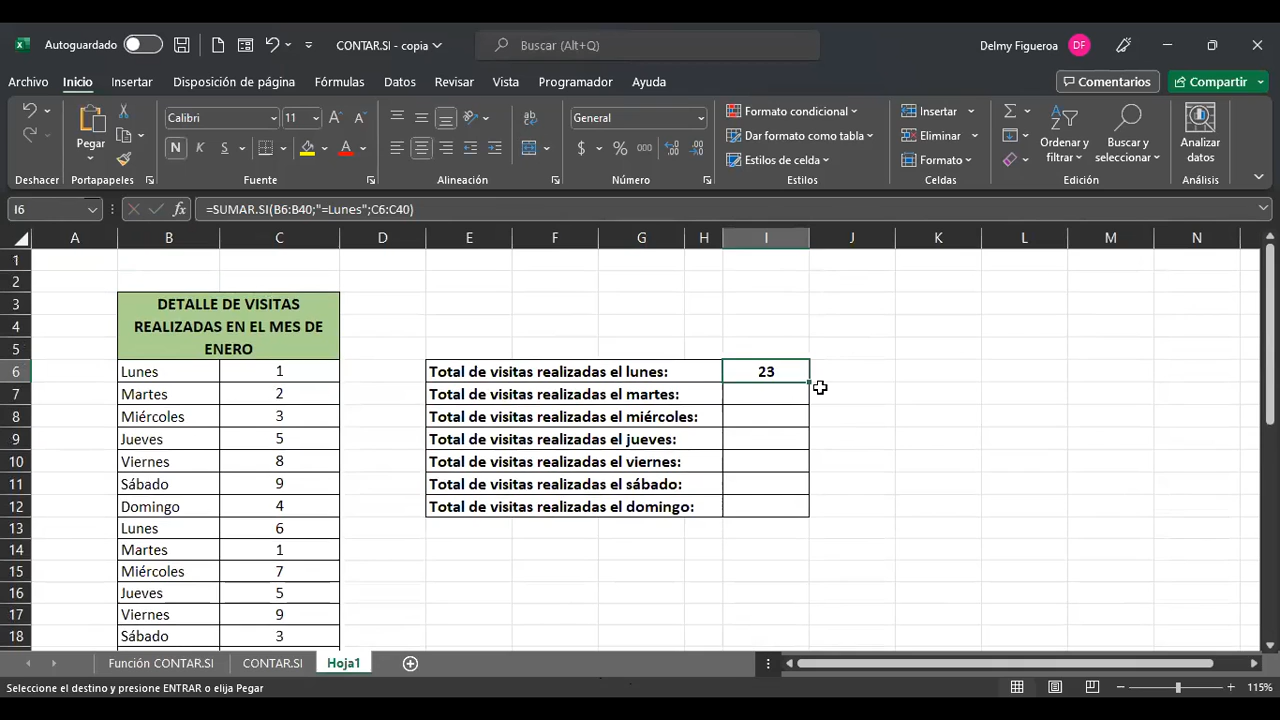 Autoguardado
CONTAR.SI - copia
Buscar (Alt+Q)
Delmy Figueroa
DF
Archivo Inicio Insertar Disposición de página Fórmulas Datos Revisar Vista Programador Ayuda
Comentarios
Compartir
Pegar
Calibri
11
N K S
General
$ % 000
Formato condicional
Dar formato como tabla
Estilos de celda
Insertar
Eliminar
Formato
Ordenar y filtrar
Buscar y seleccionar
Analizar datos
Deshacer Portapapeles Fuente Alineación Número Estilos Celdas Edición Análisis
I6
fx
=SUMAR.SI(B6:B40;"=Lunes";C6:C40)
A B C D E F G H I J K L M N
1
2
3
4
5
DETALLE DE VISITAS
REALIZADAS EN EL MES DE
ENERO
6 Lunes 1 Total de visitas realizadas el lunes: 23
7 Martes 2 Total de visitas realizadas el martes:
8 Miércoles 3 Total de visitas realizadas el miércoles:
9 Jueves 5 Total de visitas realizadas el jueves:
10 Viernes 8 Total de visitas realizadas el viernes:
11 Sábado 9 Total de visitas realizadas el sábado:
12 Domingo 4 Total de visitas realizadas el domingo:
13 Lunes 6
14 Martes 1
15 Miércoles 7
16 Jueves 5
17 Viernes 9
18 Sábado 3
Función CONTAR.SI CONTAR.SI Hoja1
Seleccione el destino y presione ENTRAR o elija Pegar
115%